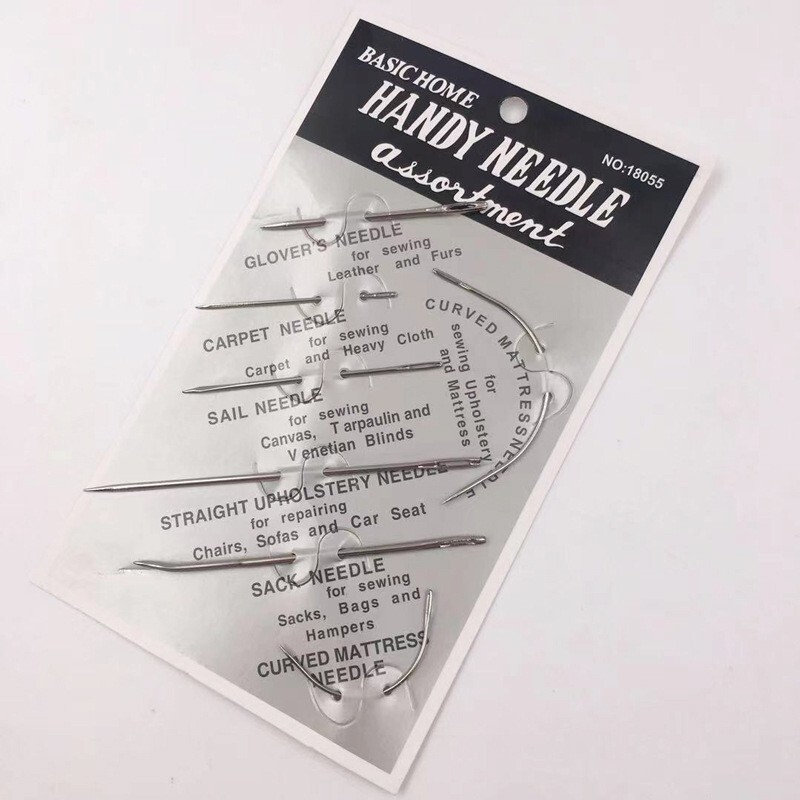 BASIC HOME
HANDY NEEDLE
assortment
NO:18055
GLOVER'S NEEDLE
for sewing
Leather and Furs
CARPET NEEDLE
for sewing
Carpet and Heavy Cloth
SAIL NEEDLE
for sewing
Canvas, Tarpaulin and
Venetian Blinds
CURVED MATTRESS NEEDLE
for
sewing Upholstery
and Mattress
STRAIGHT UPHOLSTERY NEEDLE
for repairing
Chairs, Sofas and Car Seat
SACK NEEDLE
for sewing
Sacks, Bags and
Hampers
CURVED MATTRESS
NEEDLE